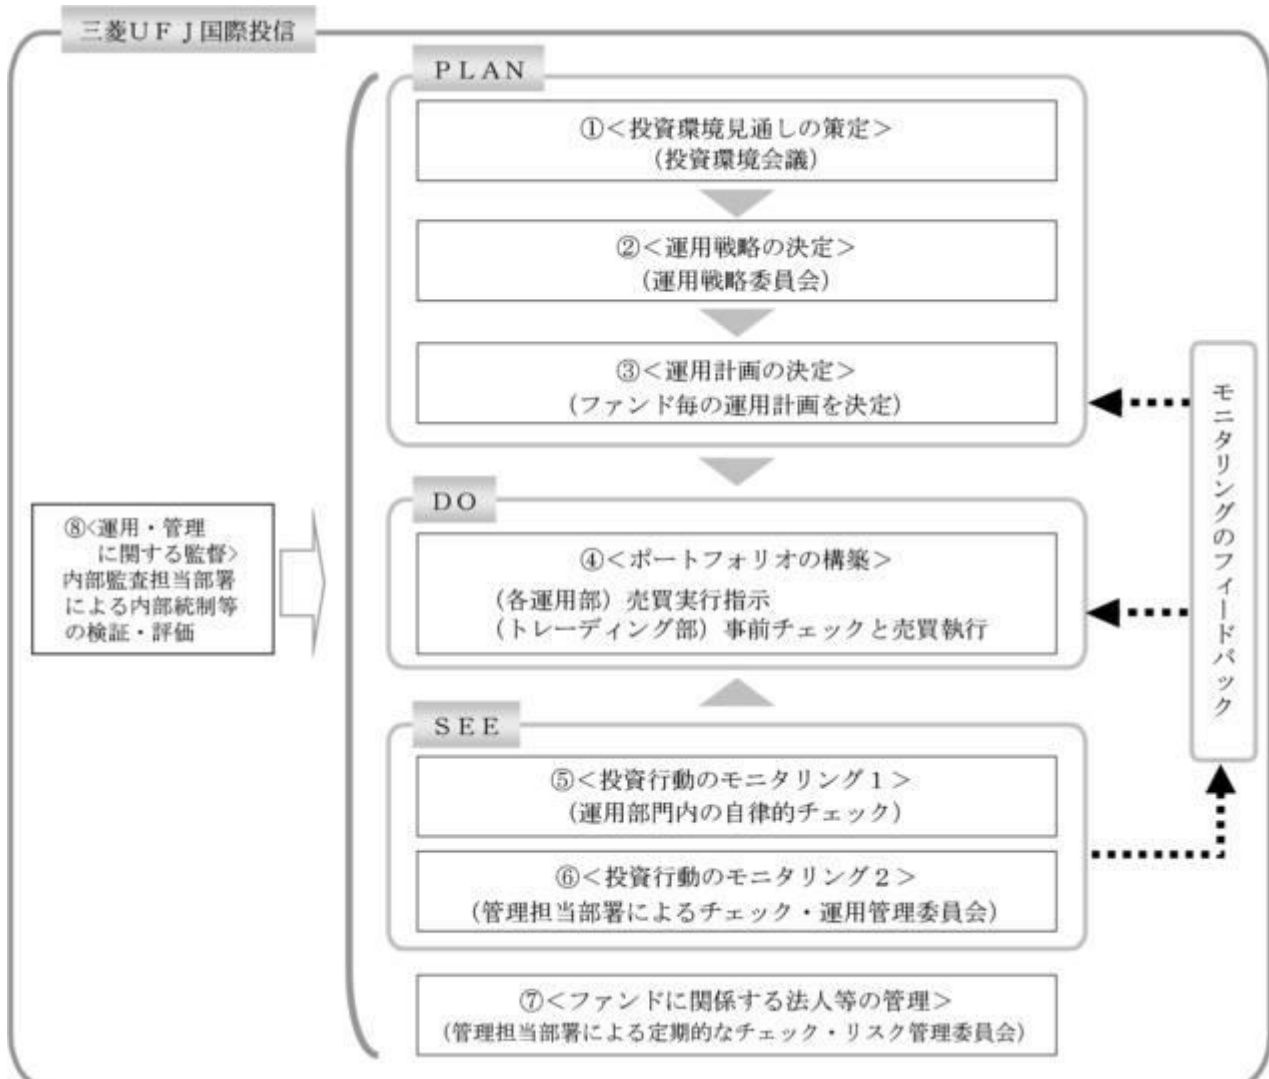 三菱ＵＦＪ国際投信
ＰＬＡＮ
①＜投資環境見通しの策定＞
（投資環境会議）
②＜運用戦略の決定＞
（運用戦略委員会）
③＜運用計画の決定＞
（ファンド毎の運用計画を決定）
ＤＯ
④＜ポートフォリオの構築＞
（各運用部）売買実行指示
（トレーディング部）事前チェックと売買執行
ＳＥＥ
⑤＜投資行動のモニタリング１＞
（運用部門内の自律的チェック）
⑥＜投資行動のモニタリング２＞
（管理担当部署によるチェック・運用管理委員会）
⑦＜ファンドに関係する法人等の管理＞
（管理担当部署による定期的なチェック・リスク管理委員会）
⑧<運用・管理
に関する監督>
内部監査担当部署
による内部統制等
の検証・評価
モニタリングのフィードバック